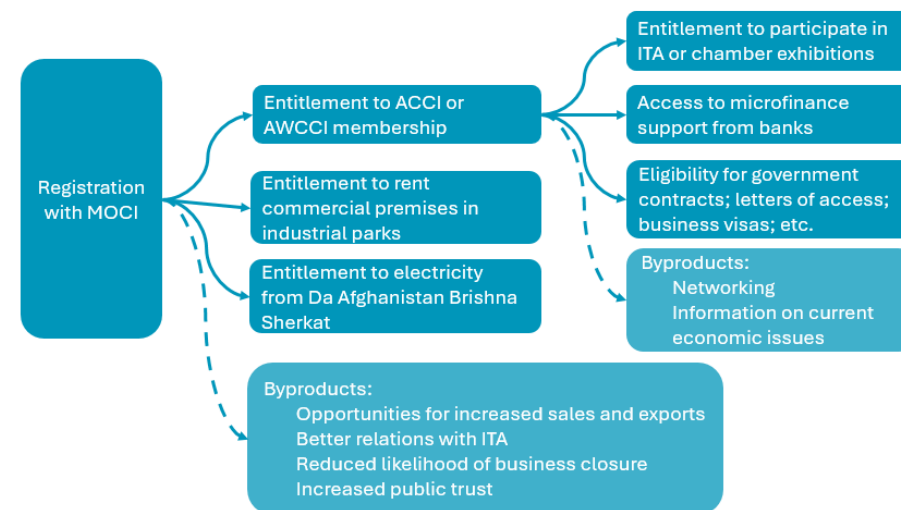 Registration
with MOCI
Entitlement to ACCI or
AWCCI membership
Entitlement to rent
commercial premises in
industrial parks
Entitlement to electricity
from Da Afghanistan Brishna
Sherkat
Byproducts:
Opportunities for increased sales and exports
Better relations with ITA
Reduced likelihood of business closure
Increased public trust
Entitlement to participate in
ITA or chamber exhibitions
Access to microfinance
support from banks
Eligibility for government
contracts; letters of access;
business visas; etc.
Byproducts:
Networking
Information on current
economic issues